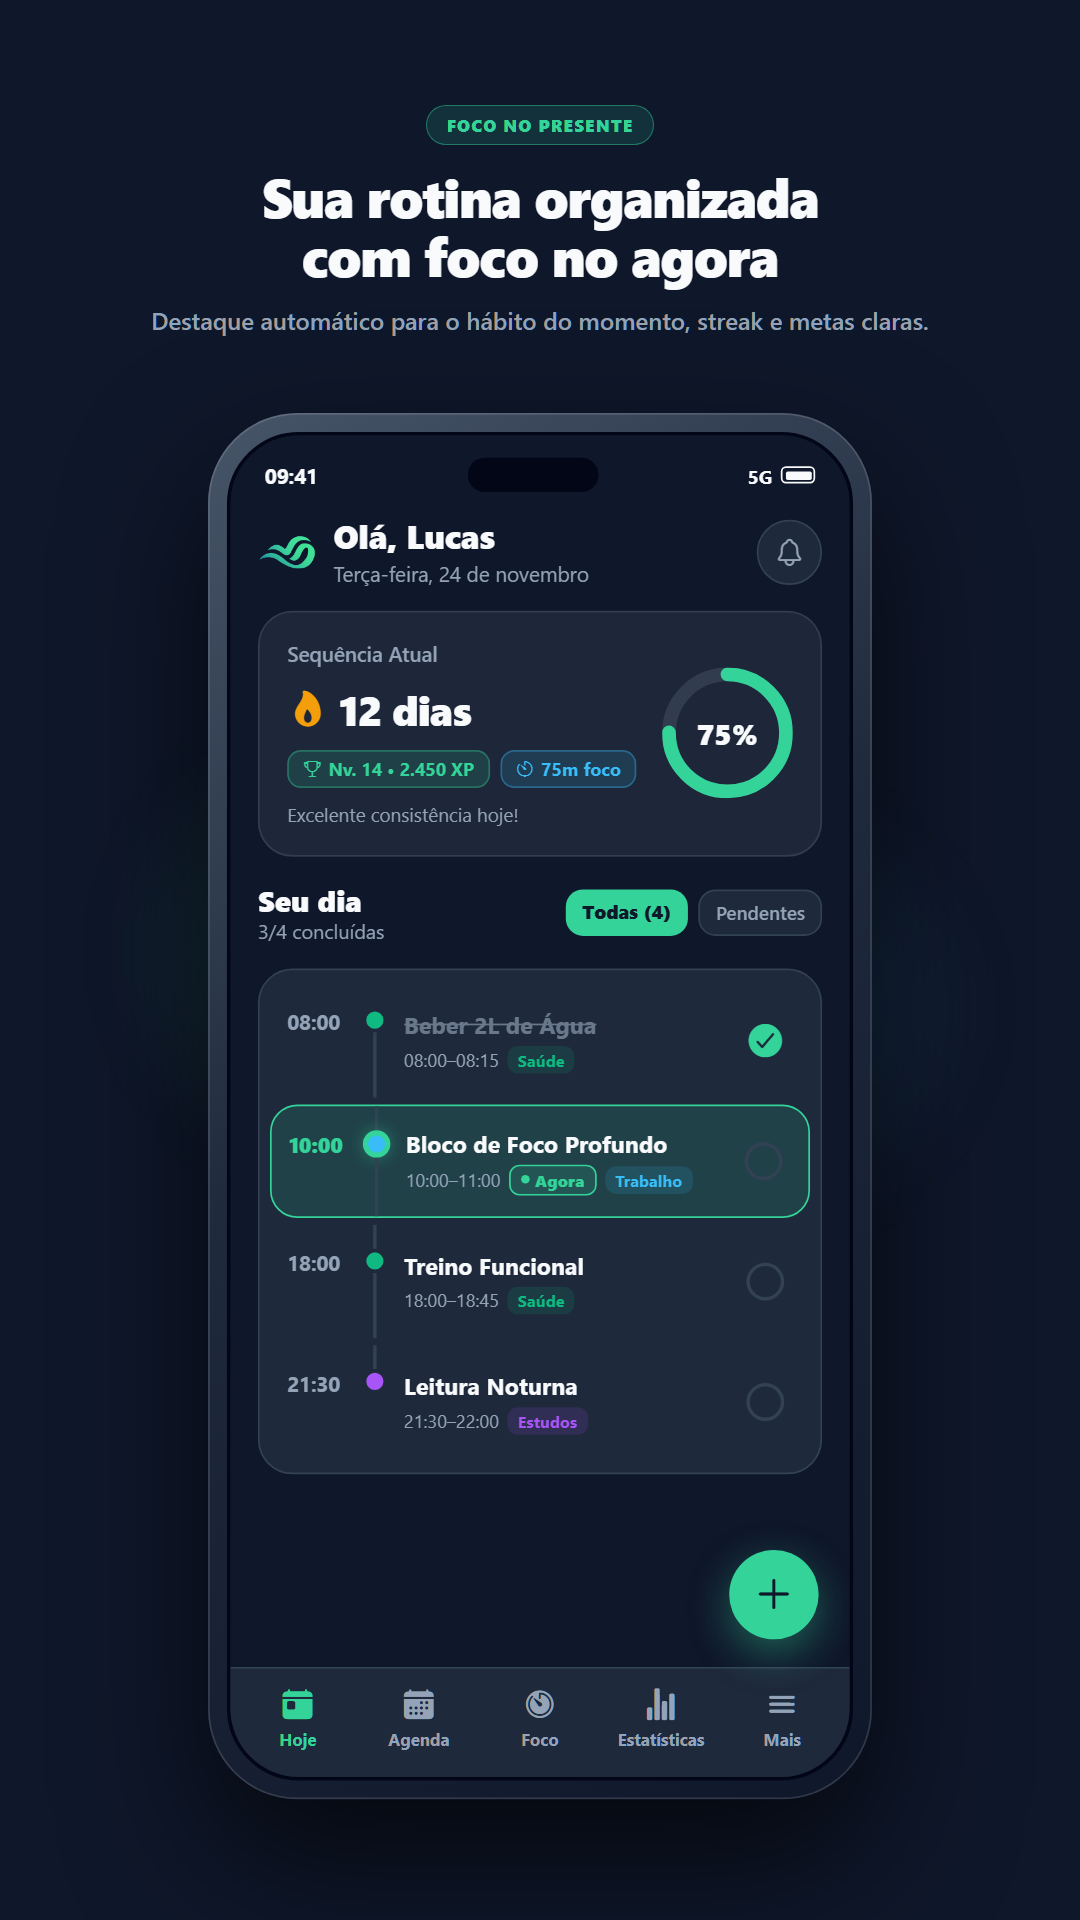 FOCO NO PRESENTE
Sua rotina organizada
com foco no agora
Destaque automático para o hábito do momento, streak e metas claras.
09:41
5G
Olá, Lucas
Terça-feira, 24 de novembro
Sequência Atual
12 dias
Nv. 14 • 2.450 XP
75m foco
Excelente consistência hoje!
75%
Seu dia
3/4 concluídas
Todas (4)
Pendentes
08:00
Beber 2L de Água
08:00–08:15
Saúde
10:00
Bloco de Foco Profundo
10:00–11:00
Agora
Trabalho
18:00
Treino Funcional
18:00–18:45
Saúde
21:30
Leitura Noturna
21:30–22:00
Estudos
Hoje
Agenda
Foco
Estatísticas
Mais